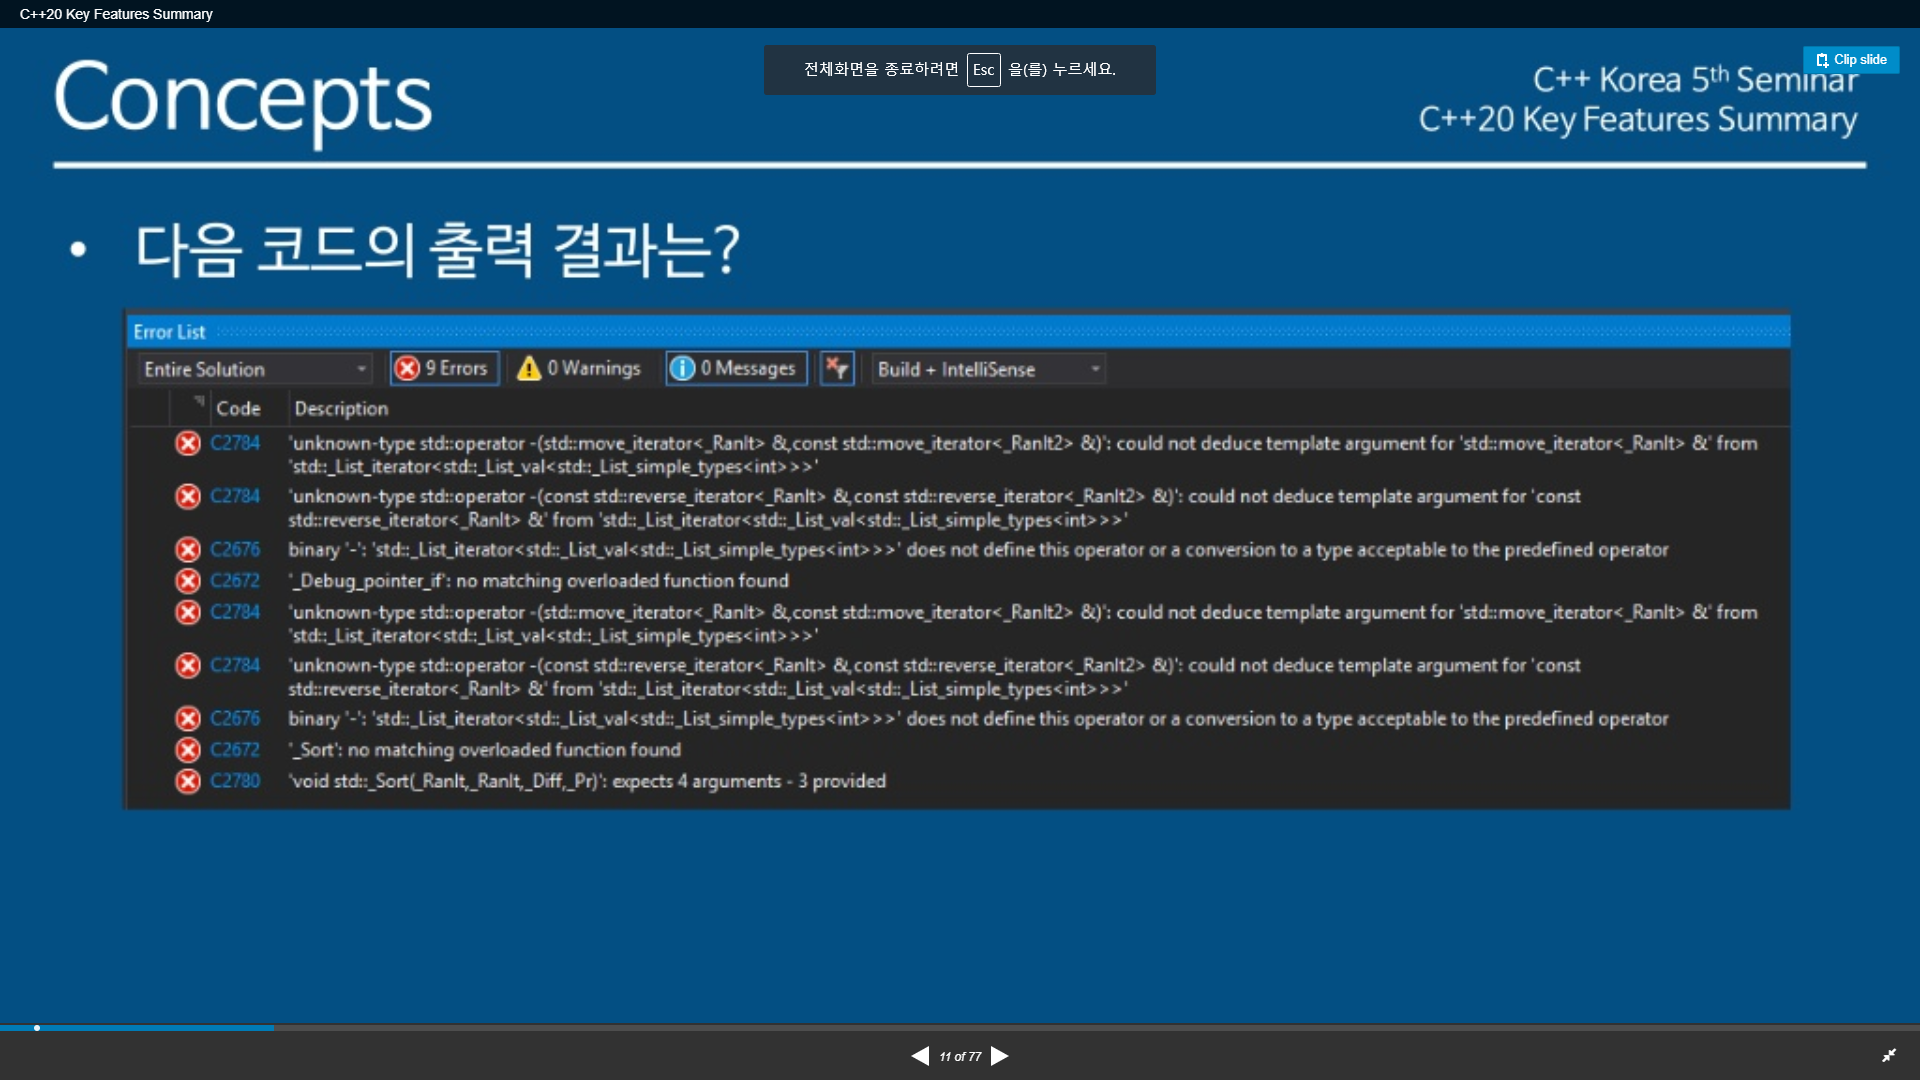 C++20 Key Features Summary
Concepts
전체화면을 종료하려면 Esc 을(를) 누르세요.
Clip slide
C++ Korea 5th Seminar
C++20 Key Features Summary
• 다음 코드의 출력 결과는?
Error List
Entire Solution 9 Errors 0 Warnings 0 Messages Build + IntelliSense
Code Description
C2784 'unknown-type std::operator -(std::move_iterator<_RanIt> &,const std::move_iterator<_RanIt2> &)': could not deduce template argument for 'std::move_iterator<_RanIt> &' from
'std::_List_iterator<std::_List_val<std::_List_simple_types<int>>>'
C2784 'unknown-type std::operator -(const std::reverse_iterator<_RanIt> &,const std::reverse_iterator<_RanIt2> &)': could not deduce template argument for 'const
std::reverse_iterator<_RanIt> &' from 'std::_List_iterator<std::_List_val<std::_List_simple_types<int>>>'
C2676 binary '-': 'std::_List_iterator<std::_List_val<std::_List_simple_types<int>>>' does not define this operator or a conversion to a type acceptable to the predefined operator
C2672 '_Debug_pointer_if': no matching overloaded function found
C2784 'unknown-type std::operator -(std::move_iterator<_RanIt> &,const std::move_iterator<_RanIt2> &)': could not deduce template argument for 'std::move_iterator<_RanIt> &' from
'std::_List_iterator<std::_List_val<std::_List_simple_types<int>>>'
C2784 'unknown-type std::operator -(const std::reverse_iterator<_RanIt> &,const std::reverse_iterator<_RanIt2> &)': could not deduce template argument for 'const
std::reverse_iterator<_RanIt> &' from 'std::_List_iterator<std::_List_val<std::_List_simple_types<int>>>'
C2676 binary '-': 'std::_List_iterator<std::_List_val<std::_List_simple_types<int>>>' does not define this operator or a conversion to a type acceptable to the predefined operator
C2672 '_Sort': no matching overloaded function found
C2780 'void std::_Sort(_RanIt,_RanIt,_Diff,_Pr)': expects 4 arguments - 3 provided
11 of 77